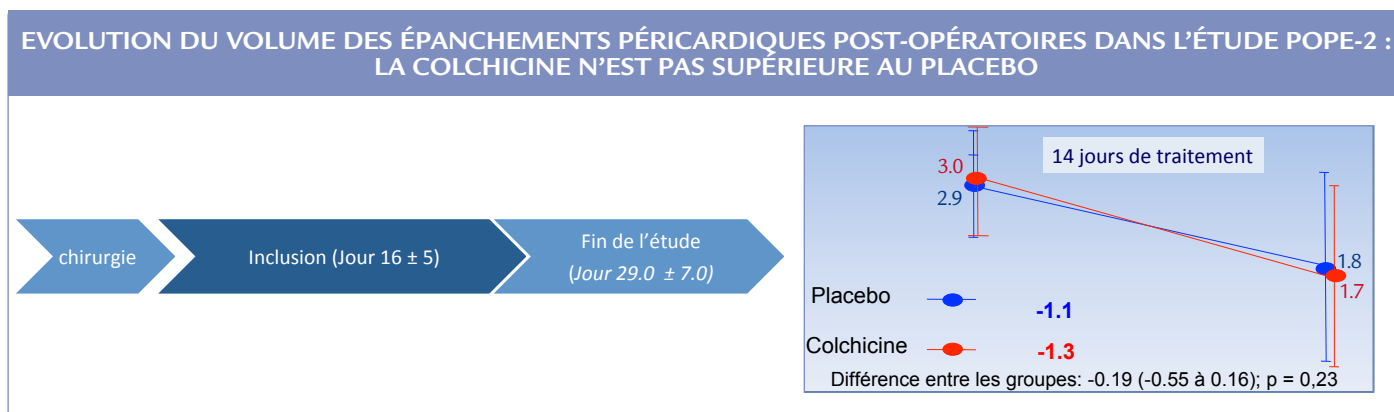 EVOLUTION DU VOLUME DES ÉPANCHEMENTS PÉRICARDIQUES POST-OPÉRATOIRES DANS L'ÉTUDE POPE-2 :
LA COLCHICINE N'EST PAS SUPÉRIEURE AU PLACEBO
chirurgie
Inclusion (Jour 16 ± 5)
Fin de l'étude
(Jour 29.0 ± 7.0)
14 jours de traitement
3.0
2.9
1.8
1.7
Placebo
-1.1
Colchicine
-1.3
Différence entre les groupes: -0.19 (-0.55 à 0.16); p = 0,23